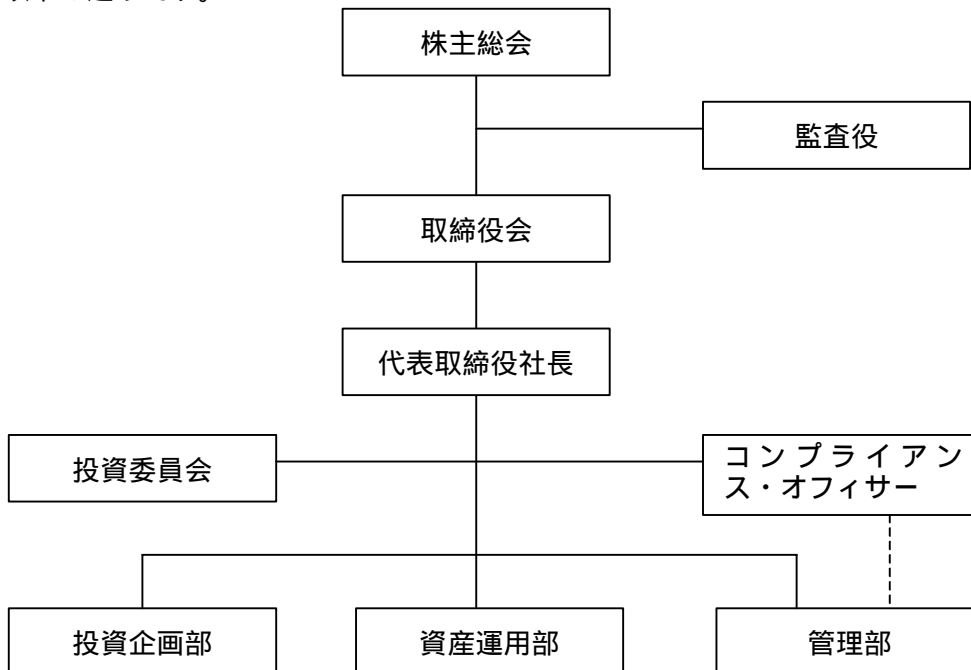 株主総会
監査役
取締役会
代表取締役社長
投資委員会
コンプライアン
ス・オフィサー
投資企画部
資産運用部
管理部